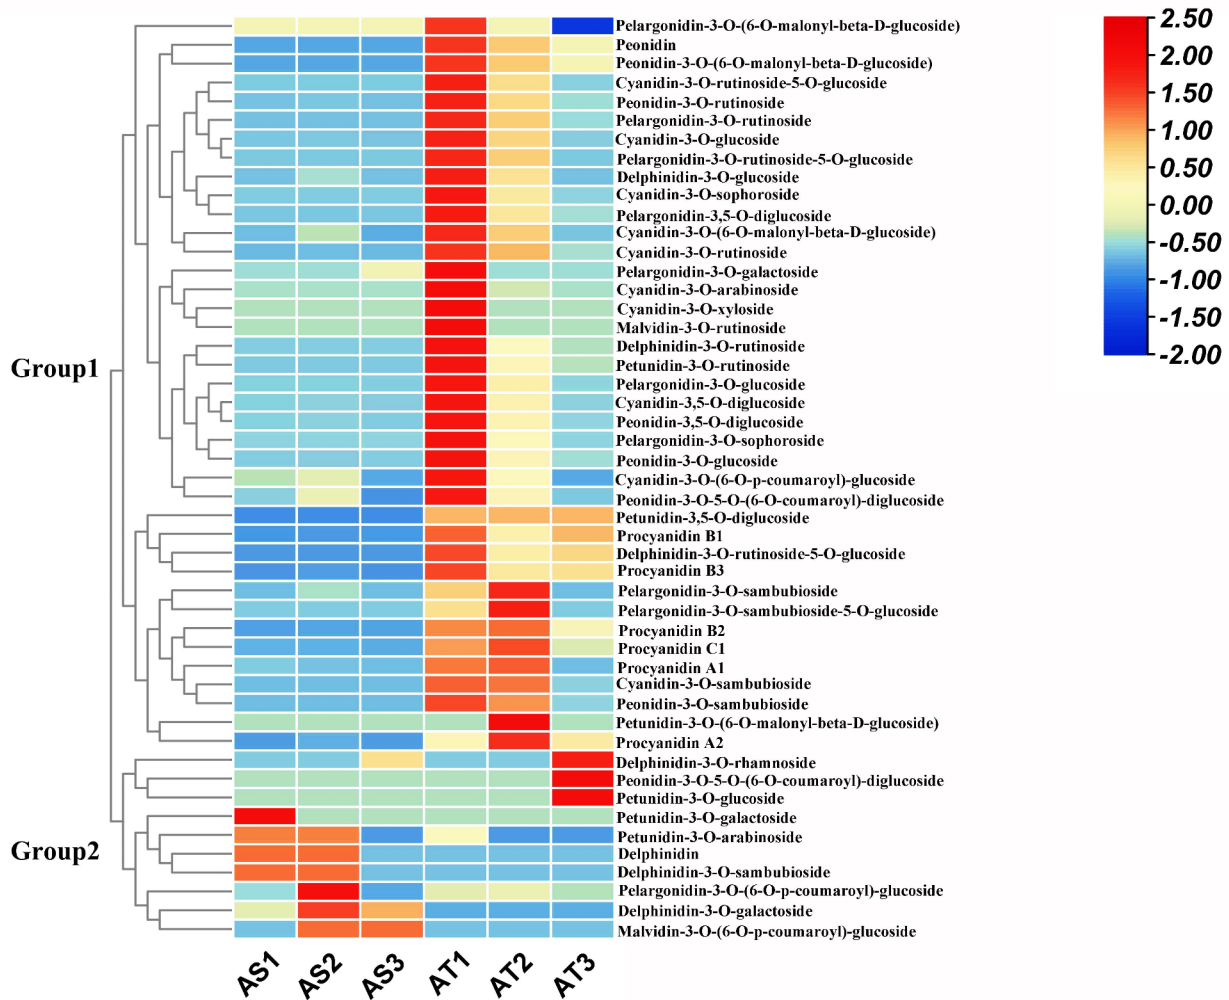 Pelargonidin-3-O-(6-O-malonyl-beta-D-glucoside)
Peonidin
Peonidin-3-O-(6-O-malonyl-beta-D-glucoside)
Cyanidin-3-O-rutinoside-5-O-glucoside
Peonidin-3-O-rutinoside
Pelargonidin-3-O-rutinoside
Cyanidin-3-O-glucoside
Pelargonidin-3-O-rutinoside-5-O-glucoside
Delphinidin-3-O-glucoside
Cyanidin-3-O-sophoroside
Pelargonidin-3,5-O-diglucoside
Cyanidin-3-O-(6-O-malonyl-beta-D-glucoside)
Cyanidin-3-O-rutinoside
Pelargonidin-3-O-galactoside
Cyanidin-3-O-arabinoside
Cyanidin-3-O-xyloside
Malvidin-3-O-rutinoside
Delphinidin-3-O-rutinoside
Petunidin-3-O-rutinoside
Pelargonidin-3-O-glucoside
Cyanidin-3,5-O-diglucoside
Peonidin-3,5-O-diglucoside
Pelargonidin-3-O-sophoroside
Peonidin-3-O-glucoside
Cyanidin-3-O-(6-O-p-coumaroyl)-glucoside
Peonidin-3-O-5-O-(6-O-coumaroyl)-diglucoside
Petunidin-3,5-O-diglucoside
Procyanidin B1
Delphinidin-3-O-rutinoside-5-O-glucoside
Procyanidin B3
Pelargonidin-3-O-sambubioside
Pelargonidin-3-O-sambubioside-5-O-glucoside
Procyanidin B2
Procyanidin C1
Procyanidin A1
Cyanidin-3-O-sambubioside
Peonidin-3-O-sambubioside
Petunidin-3-O-(6-O-malonyl-beta-D-glucoside)
Procyanidin A2
Delphinidin-3-O-rhamnoside
Peonidin-3-O-5-O-(6-O-coumaroyl)-diglucoside
Petunidin-3-O-glucoside
Petunidin-3-O-galactoside
Petunidin-3-O-arabinoside
Delphinidin
Delphinidin-3-O-sambubioside
Pelargonidin-3-O-(6-O-p-coumaroyl)-glucoside
Delphinidin-3-O-galactoside
Malvidin-3-O-(6-O-p-coumaroyl)-glucoside
Group1
Group2
AS1 AS2 AS3 AT1 AT2 AT3
2.50
2.00
1.50
1.00
0.50
0.00
-0.50
-1.00
-1.50
-2.00